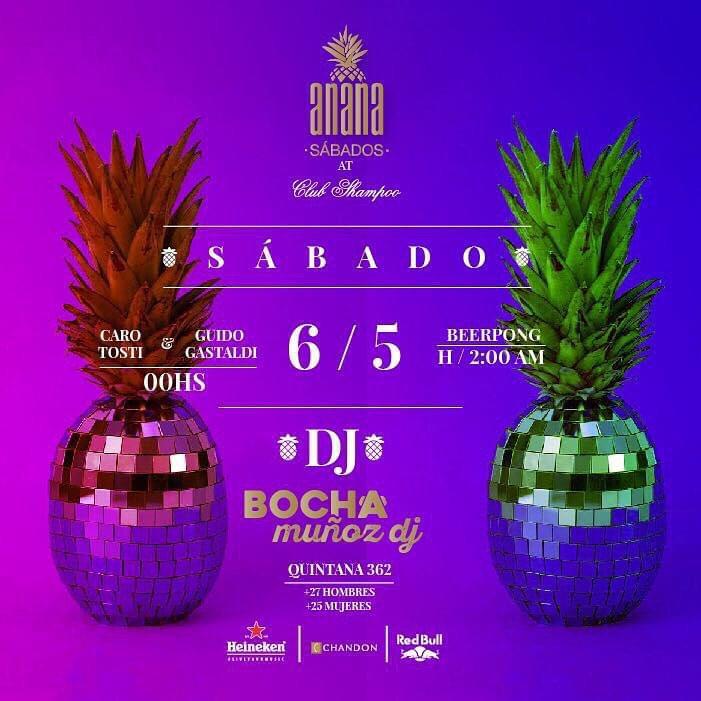 anana
·SÁBADOS·
AT
Club Shampoo
SÁBADO
CARO TOSTI & GUIDO GASTALDI
00HS
6/5
BEERPONG
H / 2:00 AM
DJ
BOCHA
muñoz dj
QUINTANA 362
+27 HOMBRES
+25 MUJERES
Heineken
#LIVEYOURMUSIC
CHANDON
Red Bull